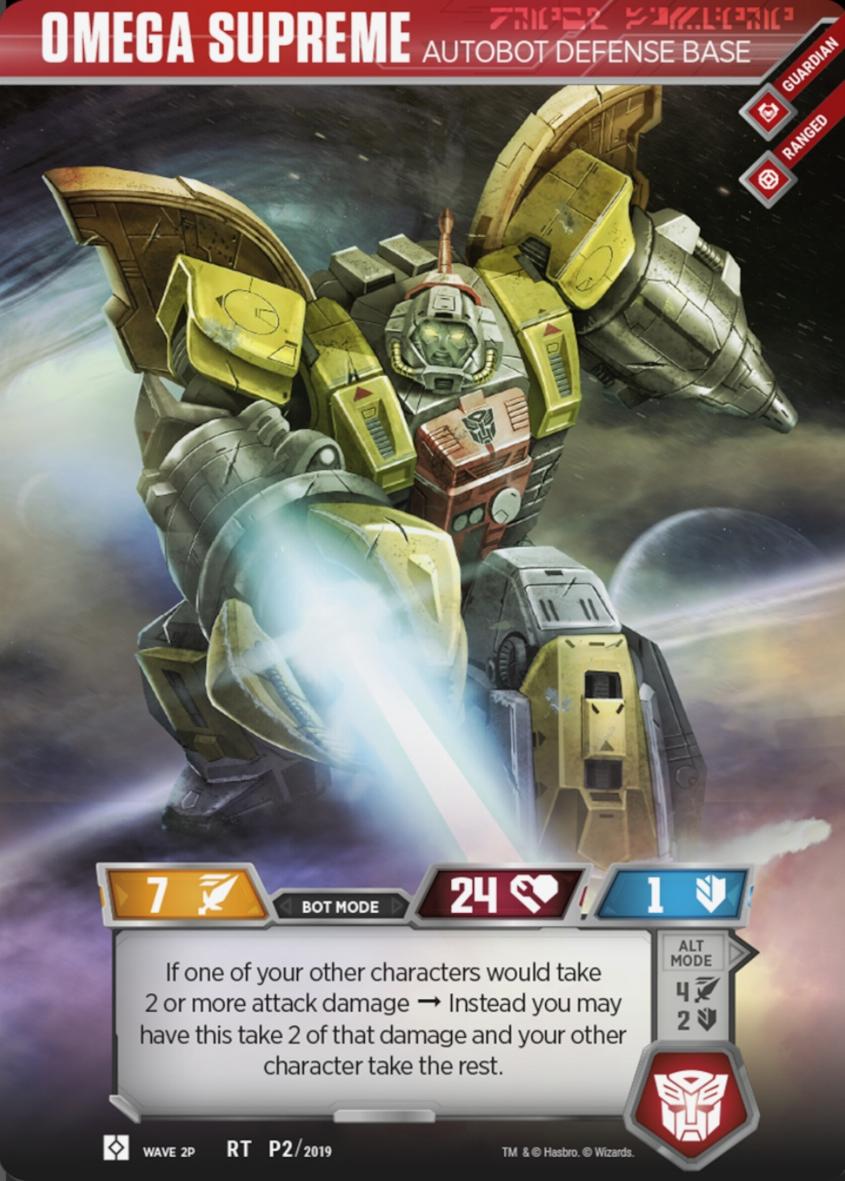 OMEGA SUPREME AUTOBOT DEFENSE BASE
GUARDIAN
RANGED
7
BOT MODE
24
1
If one of your other characters would take
2 or more attack damage → Instead you may
have this take 2 of that damage and your other
character take the rest.
ALT
MODE
4
2
WAVE 2P RT P2/2019 TM & © Hasbro. © Wizards.